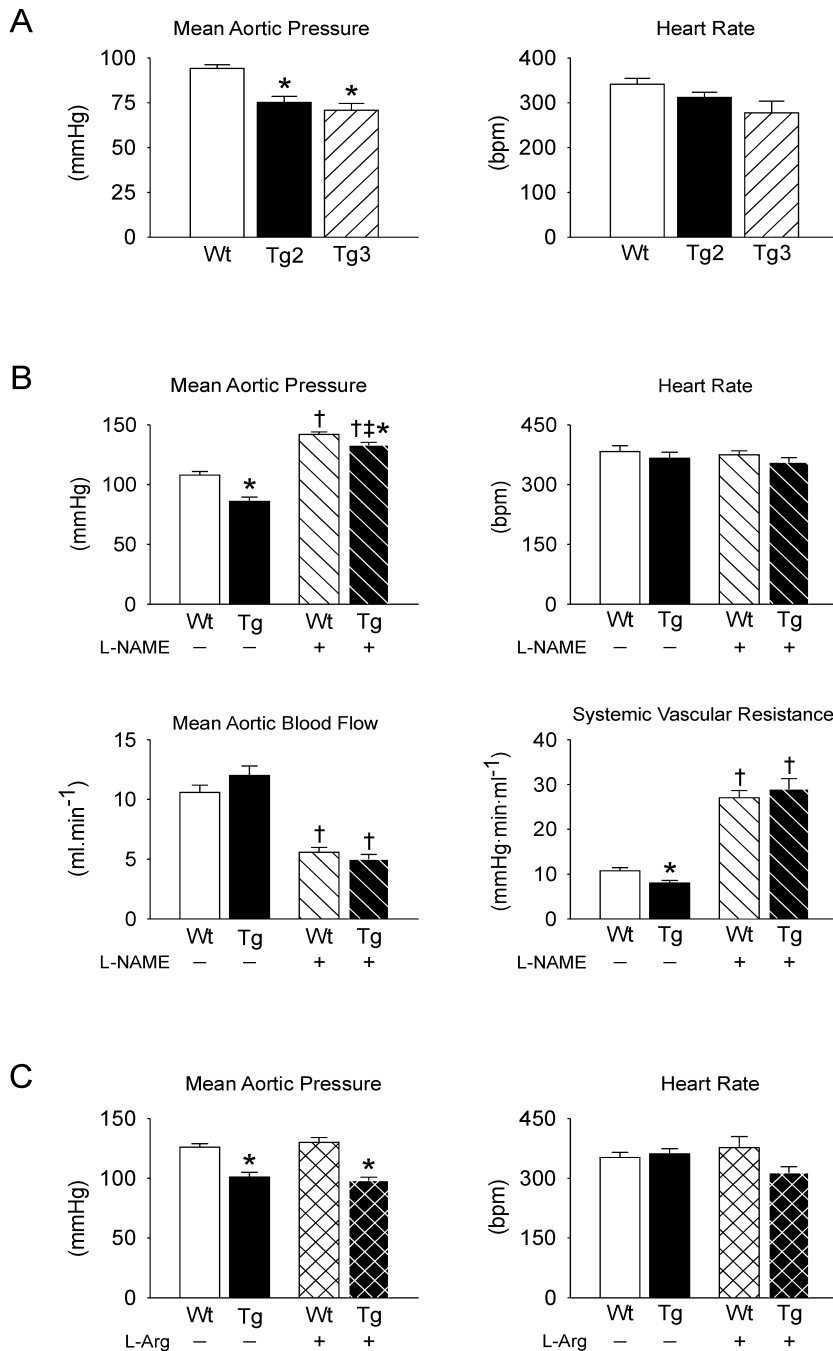 A
Mean Aortic Pressure
Heart Rate
(mmHg)
100
75
50
25
0
* *
Wt Tg2 Tg3
(bpm)
400
300
200
100
0
Wt Tg2 Tg3
B
Mean Aortic Pressure
Heart Rate
(mmHg)
150
100
50
0
* † †‡*
Wt Tg Wt Tg
L-NAME – – + +
(bpm)
450
300
150
0
Wt Tg Wt Tg
L-NAME – – + +
Mean Aortic Blood Flow
Systemic Vascular Resistance
(ml.min⁻¹)
15
10
5
0
† †
Wt Tg Wt Tg
L-NAME – – + +
(mmHg·min·ml⁻¹)
40
30
20
10
0
* † †
Wt Tg Wt Tg
L-NAME – – + +
C
Mean Aortic Pressure
Heart Rate
(mmHg)
150
100
50
0
* *
Wt Tg Wt Tg
L-Arg – – + +
(bpm)
450
300
150
0
Wt Tg Wt Tg
L-Arg – – + +